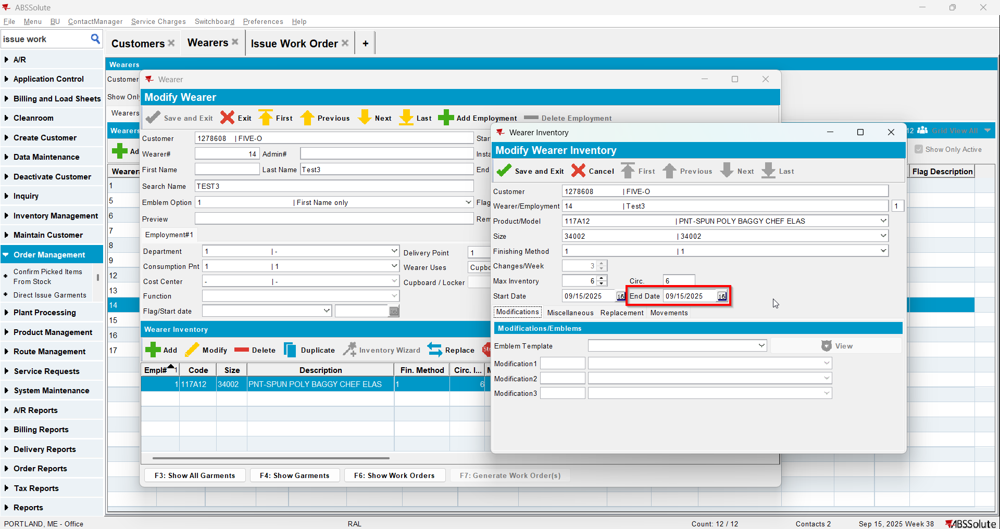 ABSSolute
File Menu BU ContactManager Service Charges Switchboard Preferences Help
issue work
Customers
Wearers
Issue Work Order
+
A/R
Application Control
Billing and Load Sheets
Cleanroom
Create Customer
Data Maintenance
Deactivate Customer
Inquiry
Inventory Management
Maintain Customer
Order Management
Confirm Picked Items
From Stock
Direct Issue Garments
Plant Processing
Product Management
Route Management
Service Requests
System Maintenance
A/R Reports
Billing Reports
Delivery Reports
Order Reports
Tax Reports
Reports
Wearers
Customer
Show Only
Wearers
Wearers
12 Grid View All
Ad
Show Only Active
Wearer
Flag Description
1
5
6
7
8
9
12
13
14
15
16
17
Wearer
Modify Wearer
Save and Exit Exit First Previous Next Last Add Employment Delete Employment
Customer 1278608 | FIVE-O
Star
Wearer# 14 Admin#
Insta
First Name Last Name Test3
End
Search Name TEST3
Emblem Option 1 | First Name only
Flag
Preview
Rem
Employment#1
Department 1 | -
Delivery Point 1
Consumption Pnt 1 | 1
Wearer Uses Cupbo
Cost Center - | -
Cupboard / Locker
Function
Flag/Start date
16
Wearer Inventory
Add Modify Delete Duplicate Inventory Wizard Replace
Empl# 1 Code Size Description Fin. Method Circ. I... M
1 117A12 34002 PNT-SPUN POLY BAGGY CHEF ELAS 1 6
F3: Show All Garments F4: Show Garments F6: Show Work Orders F7: Generate Work Order(s)
Wearer Inventory
Modify Wearer Inventory
Save and Exit Cancel First Previous Next Last
Customer 1278608 | FIVE-O
Wearer/Employment 14 | Test3 1
Product/Model 117A12 | PNT-SPUN POLY BAGGY CHEF ELAS
Size 34002 | 34002
Finishing Method 1 | 1
Changes/Week 3
Max Inventory 6 Circ. 6
Start Date 09/15/2025 16 End Date 09/15/2025 16
Modifications Miscellaneous Replacement Movements
Modifications/Emblems
Emblem Template View
Modification1
Modification2
Modification3
PORTLAND, ME - Office RAL Count: 12 / 12 Contacts 2 Sep 15, 2025 Week 38 ABSSolute